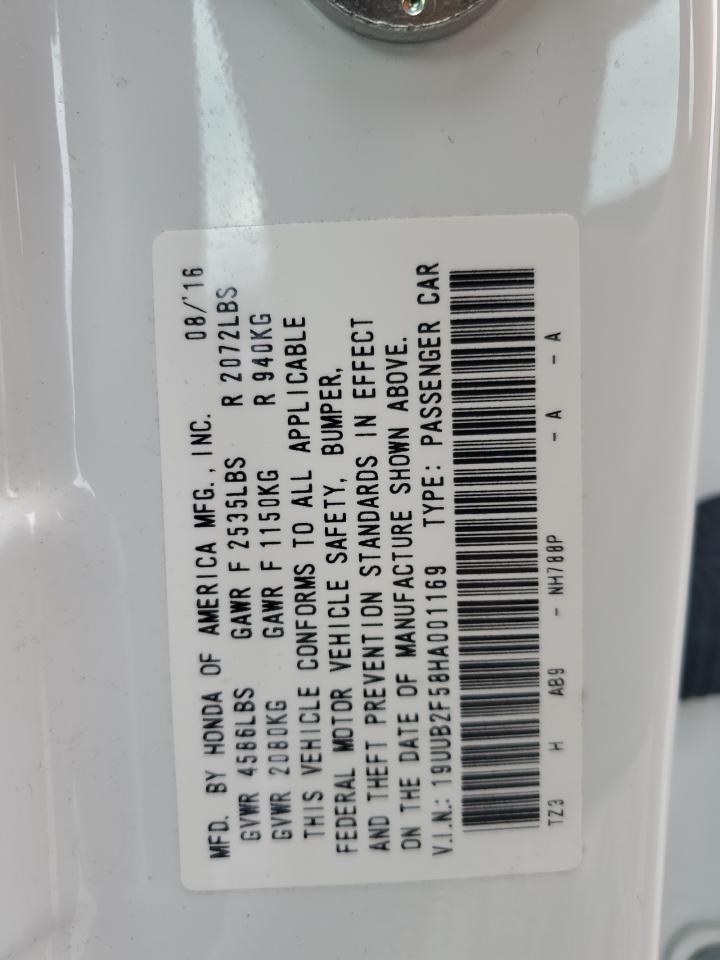 MFD. BY HONDA OF AMERICA MFG., INC. 08/'16
GVWR 4586LBS GAWR F 2535LBS R 2072LBS
GVWR 2080KG GAWR F 1150KG R 940KG
THIS VEHICLE CONFORMS TO ALL APPLICABLE
FEDERAL MOTOR VEHICLE SAFETY, BUMPER,
AND THEFT PREVENTION STANDARDS IN EFFECT
ON THE DATE OF MANUFACTURE SHOWN ABOVE.
V.I.N.: 19UUB2F58HA001169 TYPE: PASSENGER CAR
TZ3 H AB9 - NH788P - A - A